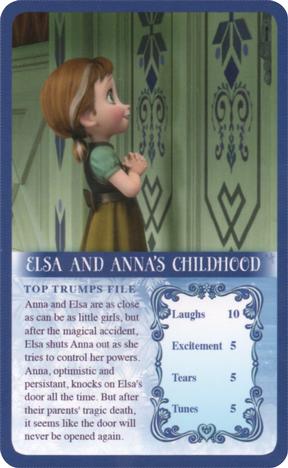 ELSA AND ANNA'S CHILDHOOD
TOP TRUMPS FILE
Anna and Elsa are as close
as can be as little girls, but
after the magical accident,
Elsa shuts Anna out as she
tries to control her powers.
Anna, optimistic and
persistant, knocks on Elsa's
door all the time. But after
their parents' tragic death,
it seems like the door will
never be opened again.
Laughs 10
Excitement 5
Tears 5
Tunes 5